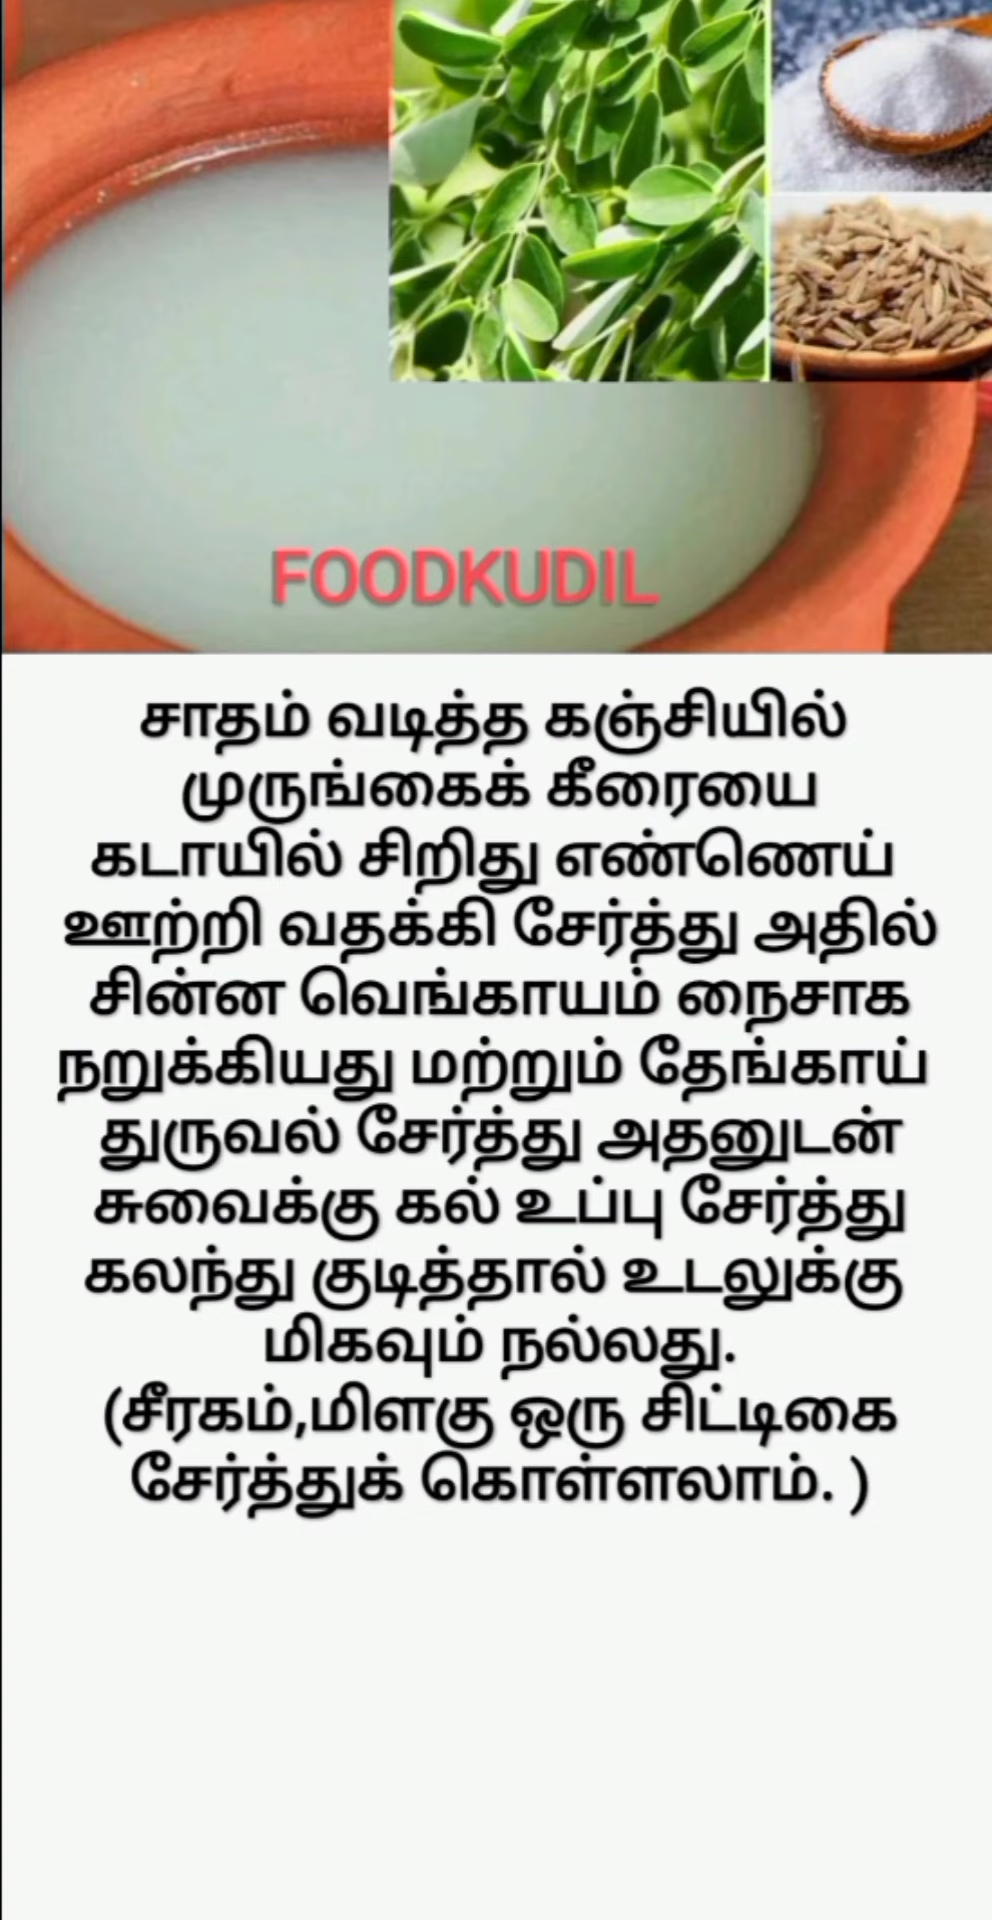 FOODKUDIL
சாதம் வடித்த கஞ்சியில்
முருங்கைக் கீரையை
கடாயில் சிறிது எண்ணெய்
ஊற்றி வதக்கி சேர்த்து அதில்
சின்ன வெங்காயம் நைசாக
நறுக்கியது மற்றும் தேங்காய்
துருவல் சேர்த்து அதனுடன்
சுவைக்கு கல் உப்பு சேர்த்து
கலந்து குடித்தால் உடலுக்கு
மிகவும் நல்லது.
(சீரகம்,மிளகு ஒரு சிட்டிகை
சேர்த்துக் கொள்ளலாம். )